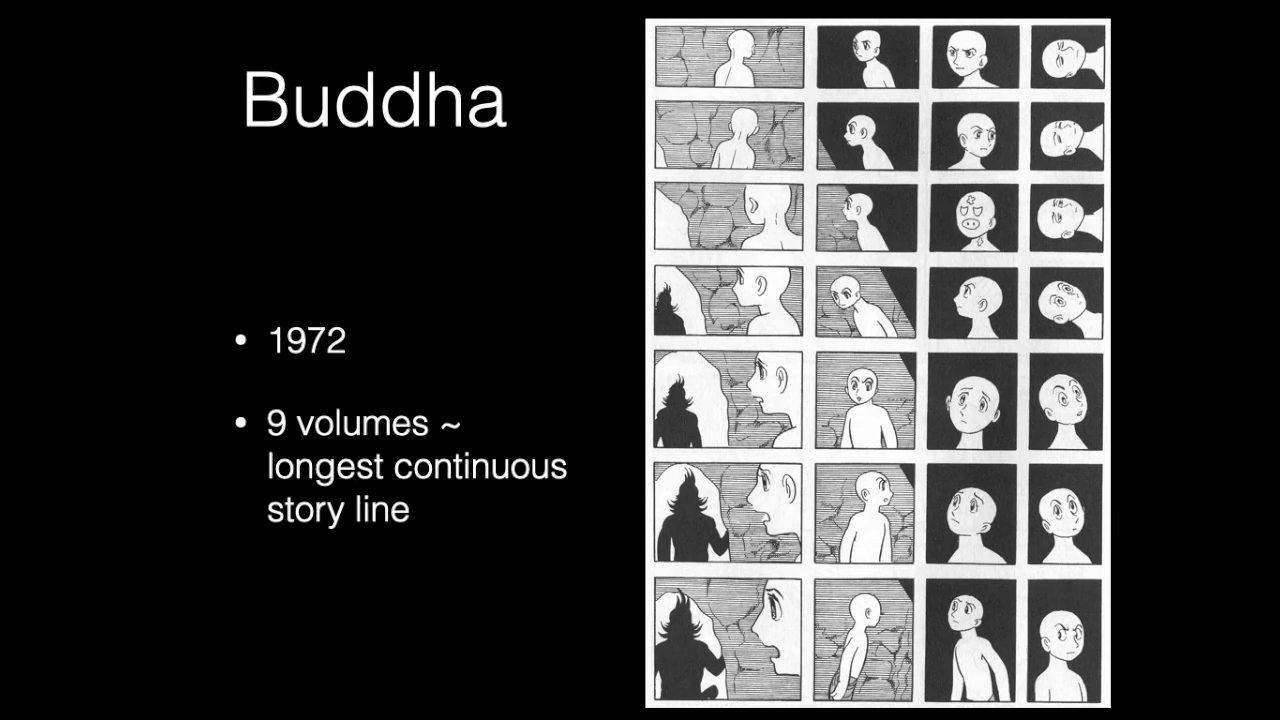 Buddha
• 1972
• 9 volumes ~
longest continuous
story line